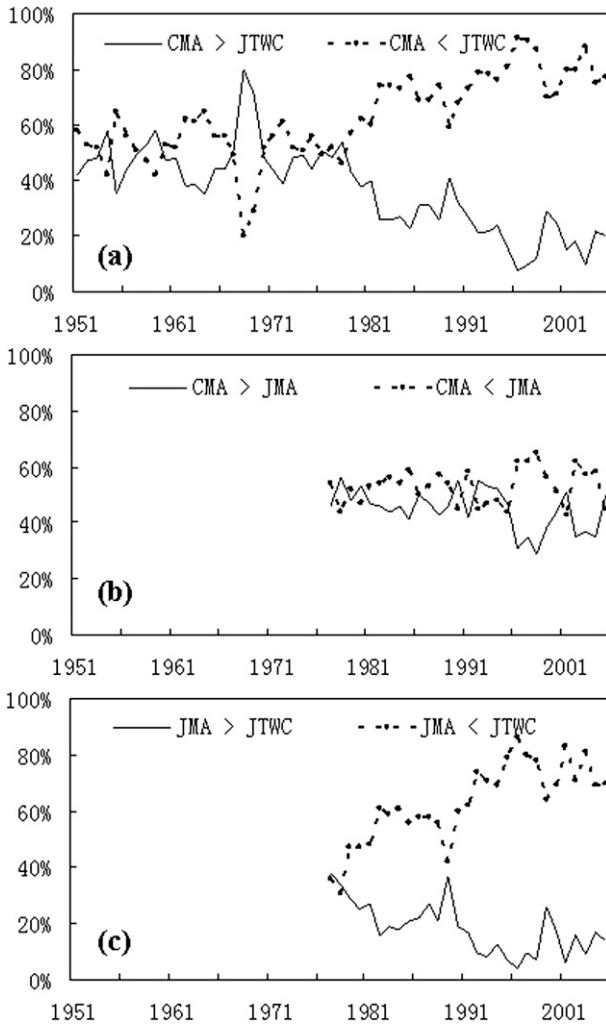 100%
CMA > JTWC CMA < JTWC
80%
60%
40%
20%
(a)
0%
1951 1961 1971 1981 1991 2001
100%
CMA > JMA CMA < JMA
80%
60%
40%
20%
(b)
0%
1951 1961 1971 1981 1991 2001
100%
JMA > JTWC JMA < JTWC
80%
60%
40%
20%
(c)
0%
1951 1961 1971 1981 1991 2001